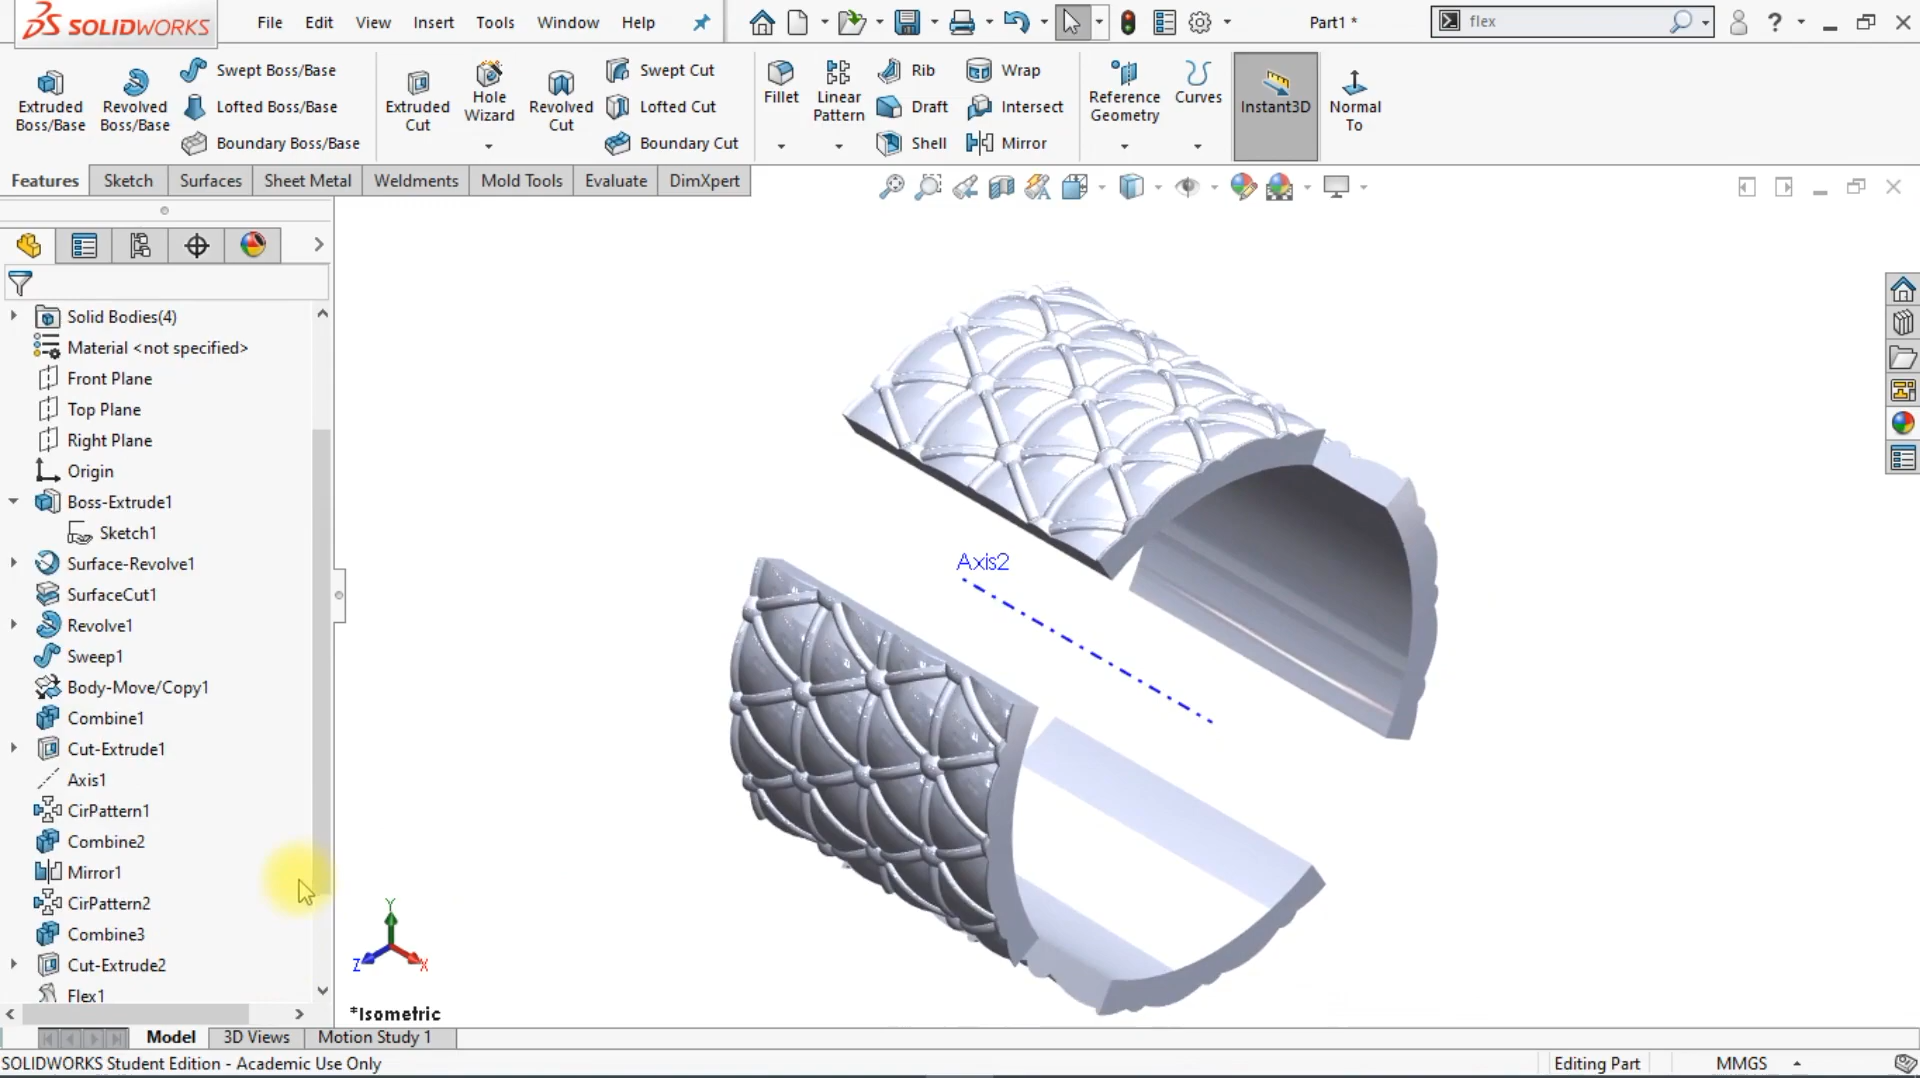 SOLIDWORKS File Edit View Insert Tools Window Help Part1 * flex ?
Extruded Boss/Base
Revolved Boss/Base
Swept Boss/Base
Lofted Boss/Base
Boundary Boss/Base
Extruded Cut
Hole Wizard
Revolved Cut
Swept Cut
Lofted Cut
Boundary Cut
Fillet
Linear Pattern
Rib
Draft
Shell
Wrap
Intersect
Mirror
Reference Geometry
Curves
Instant3D
Normal To
Features Sketch Surfaces Sheet Metal Weldments Mold Tools Evaluate DimXpert
Solid Bodies(4)
Material <not specified>
Front Plane
Top Plane
Right Plane
Origin
Boss-Extrude1
Sketch1
Surface-Revolve1
SurfaceCut1
Revolve1
Sweep1
Body-Move/Copy1
Combine1
Cut-Extrude1
Axis1
CirPattern1
Combine2
Mirror1
CirPattern2
Combine3
Cut-Extrude2
Flex1
Axis2
Y
Z X
*Isometric
Model 3D Views Motion Study 1
SOLIDWORKS Student Edition - Academic Use Only Editing Part MMGS